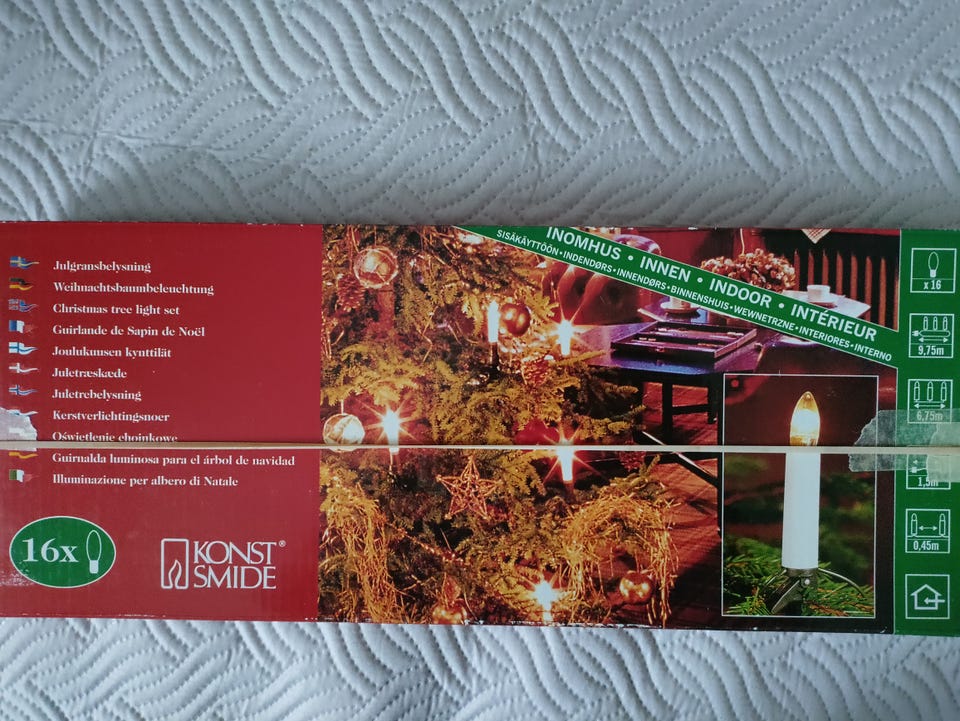 Julgransbelysning
Weihnachtsbaumbeleuchtung
Christmas tree light set
Guirlande de Sapin de Noël
Joulukuusen kynttilät
Juletræskæde
Juletrebelysning
Kerstverlichtingsnoer
Oświetlenie choinkowe
Guirnalda luminosa para el árbol de navidad
Illuminazione per albero di Natale
16x
KONST®
SMIDE
INOMHUS • INNEN • INDOOR • INTÉRIEUR
SISÄKÄYTTÖÖN • INDENDØRS • INNENDØRS • BINNENSHUIS • WEWNETRZNE • INTERIORES • INTERNO
x 16
9,75m
6,75m
1,5m
0,45m